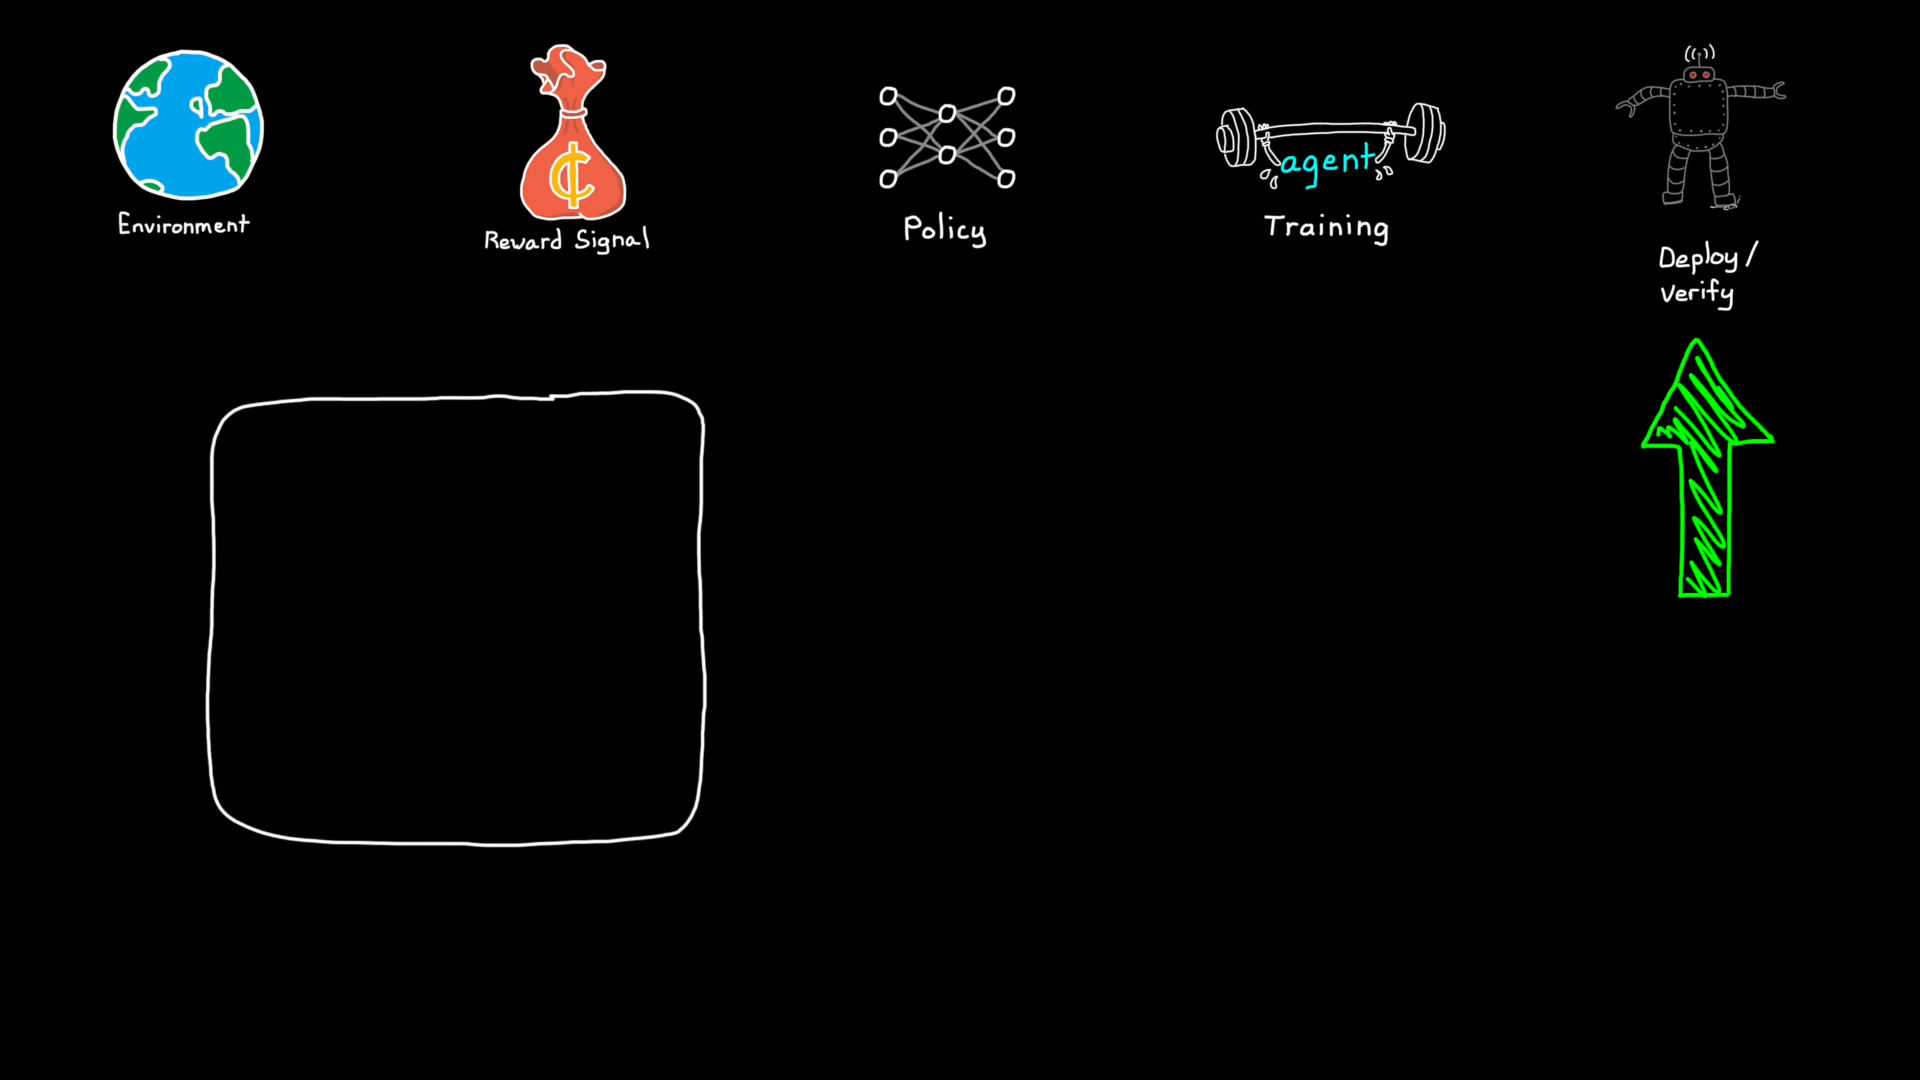 ₵
agent
Environment
Reward Signal
Policy
Training
Deploy/
Verify